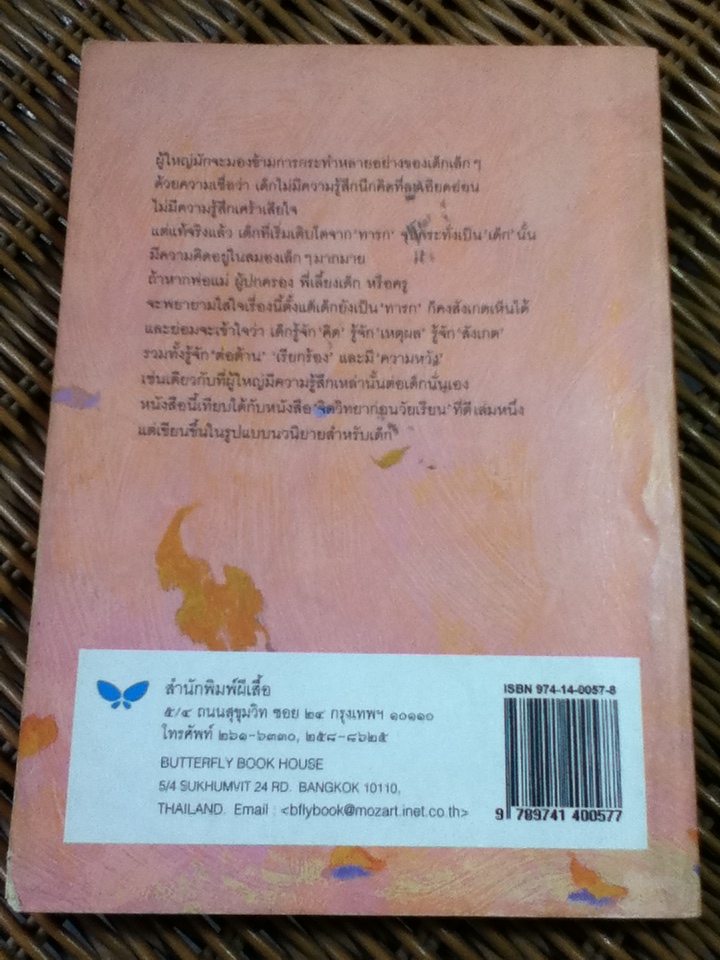 ผู้ใหญ่มักจะมองข้ามการกระทำหลายอย่างของเด็กเล็ก ๆ
ด้วยความเชื่อว่า เด็กไม่มีความรู้สึกนึกคิดที่ละเอียดอ่อน
ไม่มีความรู้สึกเศร้าเสียใจ
แต่แท้จริงแล้ว เด็กที่เริ่มเติบโตจาก 'ทารก' จนกระทั่งเป็น 'เด็ก' นั้น
มีความคิดอยู่ในสมองเล็ก ๆ มากมาย
ถ้าหากพ่อแม่ ผู้ปกครอง พี่เลี้ยงเด็ก หรือครู
จะพยายามใส่ใจเรื่องนี้ตั้งแต่เด็กยังเป็น 'ทารก' ก็คงสังเกตเห็นได้
และย่อมจะเข้าใจว่า เด็กรู้จัก 'คิด' รู้จัก 'เหตุผล' รู้จัก 'สังเกต'
รวมทั้งรู้จัก 'ต่อต้าน' 'เรียกร้อง' และมี 'ความหวัง'
เช่นเดียวกับที่ผู้ใหญ่มีความรู้สึกเหล่านั้นต่อเด็กนั่นเอง
หนังสือนี้เทียบได้กับหนังสือ 'จิตวิทยาก่อนวัยเรียน' ที่ดีเล่มหนึ่ง
แต่เขียนขึ้นในรูปแบบนวนิยายสำหรับเด็ก
สำนักพิมพ์ผีเสื้อ
๕/๔ ถนนสุขุมวิท ซอย ๒๔ กรุงเทพฯ ๑๐๑๑๐
โทรศัพท์ ๒๖๑-๖๓๓๐, ๒๕๘-๘๖๒๕
BUTTERFLY BOOK HOUSE
5/4 SUKHUMVIT 24 RD. BANGKOK 10110,
THAILAND. Email : <bflybook@mozart.inet.co.th>
ISBN 974-14-0057-8
9 789741 400577